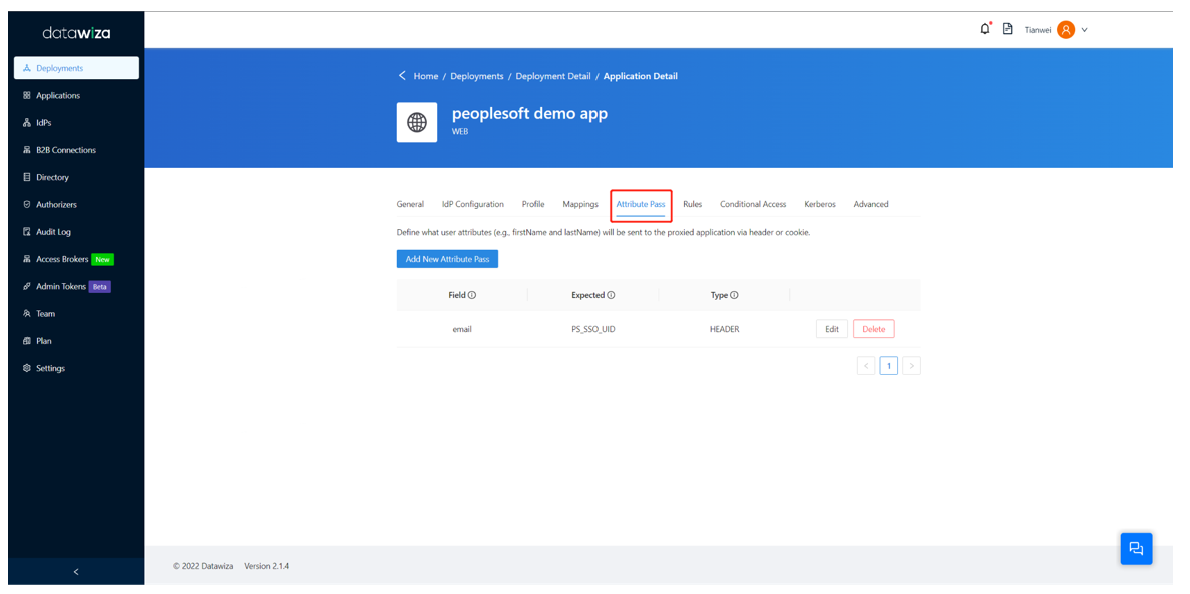 datawiza
Tianwei
Deployments
Applications
IdPs
B2B Connections
Directory
Authorizers
Audit Log
Access Brokers New
Admin Tokens Beta
Team
Plan
Settings
Home / Deployments / Deployment Detail / Application Detail
peoplesoft demo app
WEB
General IdP Configuration Profile Mappings Attribute Pass Rules Conditional Access Kerberos Advanced
Define what user attributes (e.g., firstName and lastName) will be sent to the proxied application via header or cookie.
Add New Attribute Pass
Field Expected Type
email PS_SSO_UID HEADER Edit Delete
< 1 >
© 2022 Datawiza Version 2.1.4